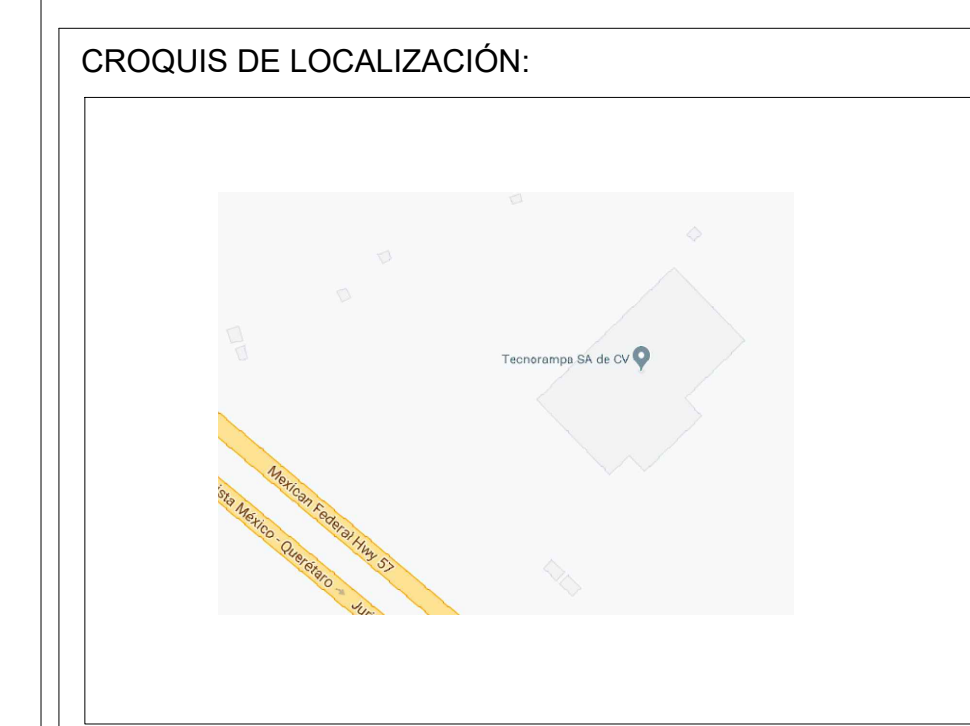 CROQUIS DE LOCALIZACIÓN:
Tecnorampa SA de CV
Mexican Federal Hwy 57
ista México - Querétaro